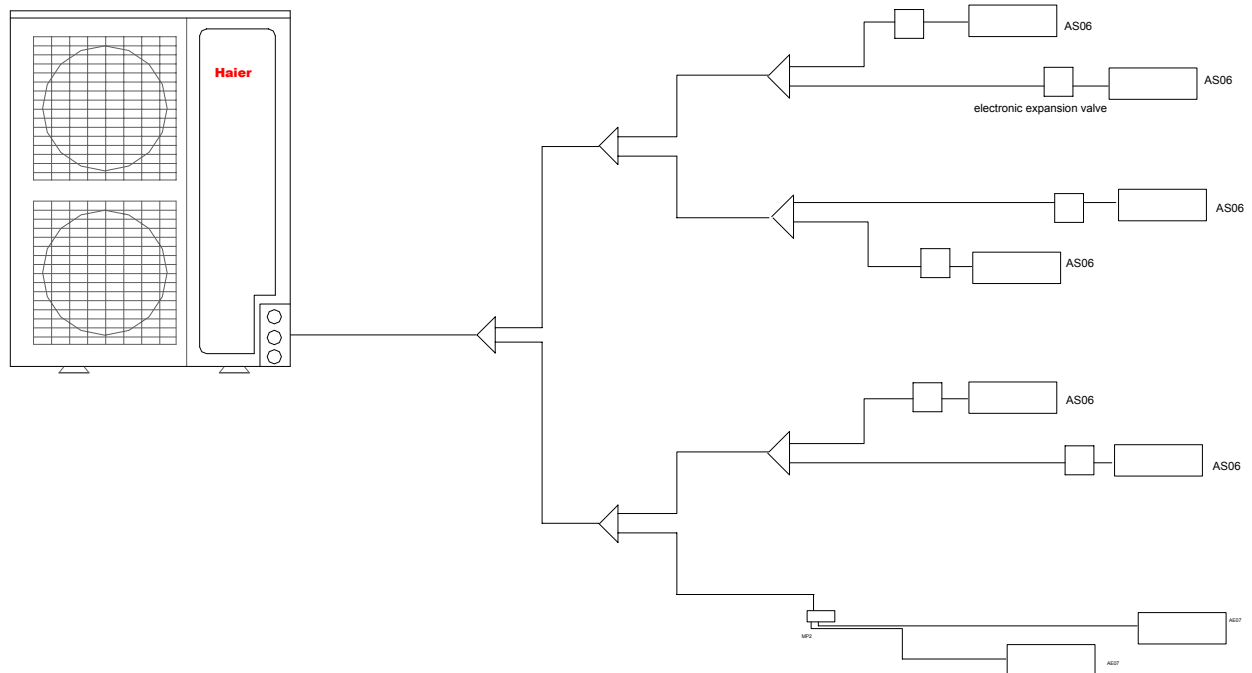 AS06
Haier
AS06
electronic expansion valve
AS06
AS06
AS06
AS06
MP2
AE07
AE07